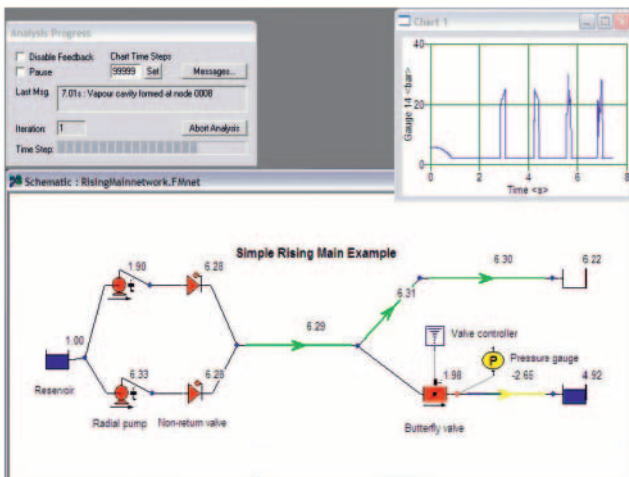 Analysis Progress
Disable Feedback
Pause
Chart Time Steps
99999 Set
Messages...
Last Msg.
7.01s : Vapour cavity formed at node 0008
Iteration:
1
Abort Analysis
Time Step:
Chart 1
Gauge 14 <bar>
40
20
0
0 2 4 6 8
Time <s>
Schematic : RisingMainnetwork.FMnet
Simple Rising Main Example
1.90
6.28
6.30
6.22
6.31
6.29
1.00
Reservoir
6.33
6.28
Radial pump
Non-return valve
Valve controller
P
Pressure gauge
1.98
-2.65
4.92
Butterfly valve